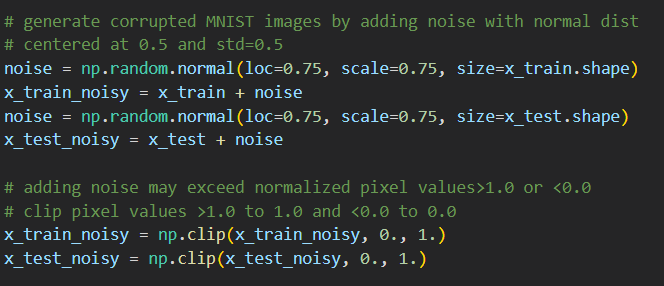 # generate corrupted MNIST images by adding noise with normal dist
# centered at 0.5 and std=0.5
noise = np.random.normal(loc=0.75, scale=0.75, size=x_train.shape)
x_train_noisy = x_train + noise
noise = np.random.normal(loc=0.75, scale=0.75, size=x_test.shape)
x_test_noisy = x_test + noise
# adding noise may exceed normalized pixel values>1.0 or <0.0
# clip pixel values >1.0 to 1.0 and <0.0 to 0.0
x_train_noisy = np.clip(x_train_noisy, 0., 1.)
x_test_noisy = np.clip(x_test_noisy, 0., 1.)